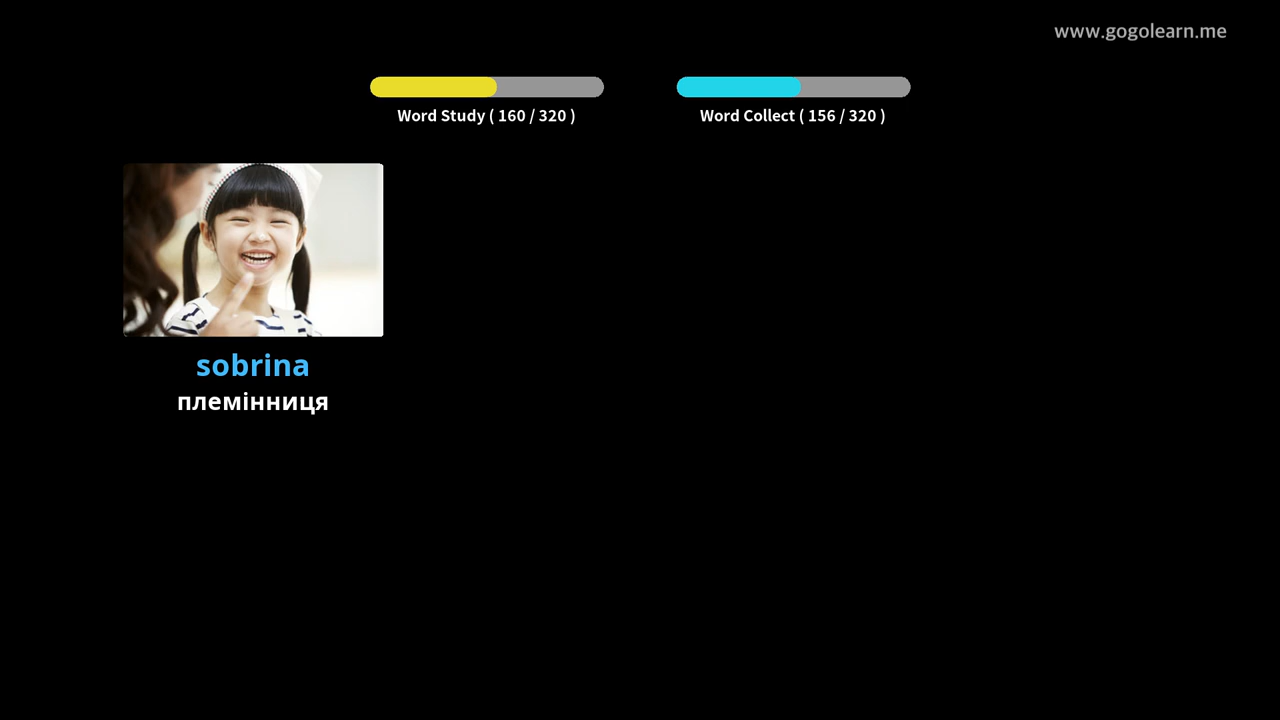 www.gogolearn.me
Word Study ( 160 / 320 )
Word Collect ( 156 / 320 )
sobrina
племінниця